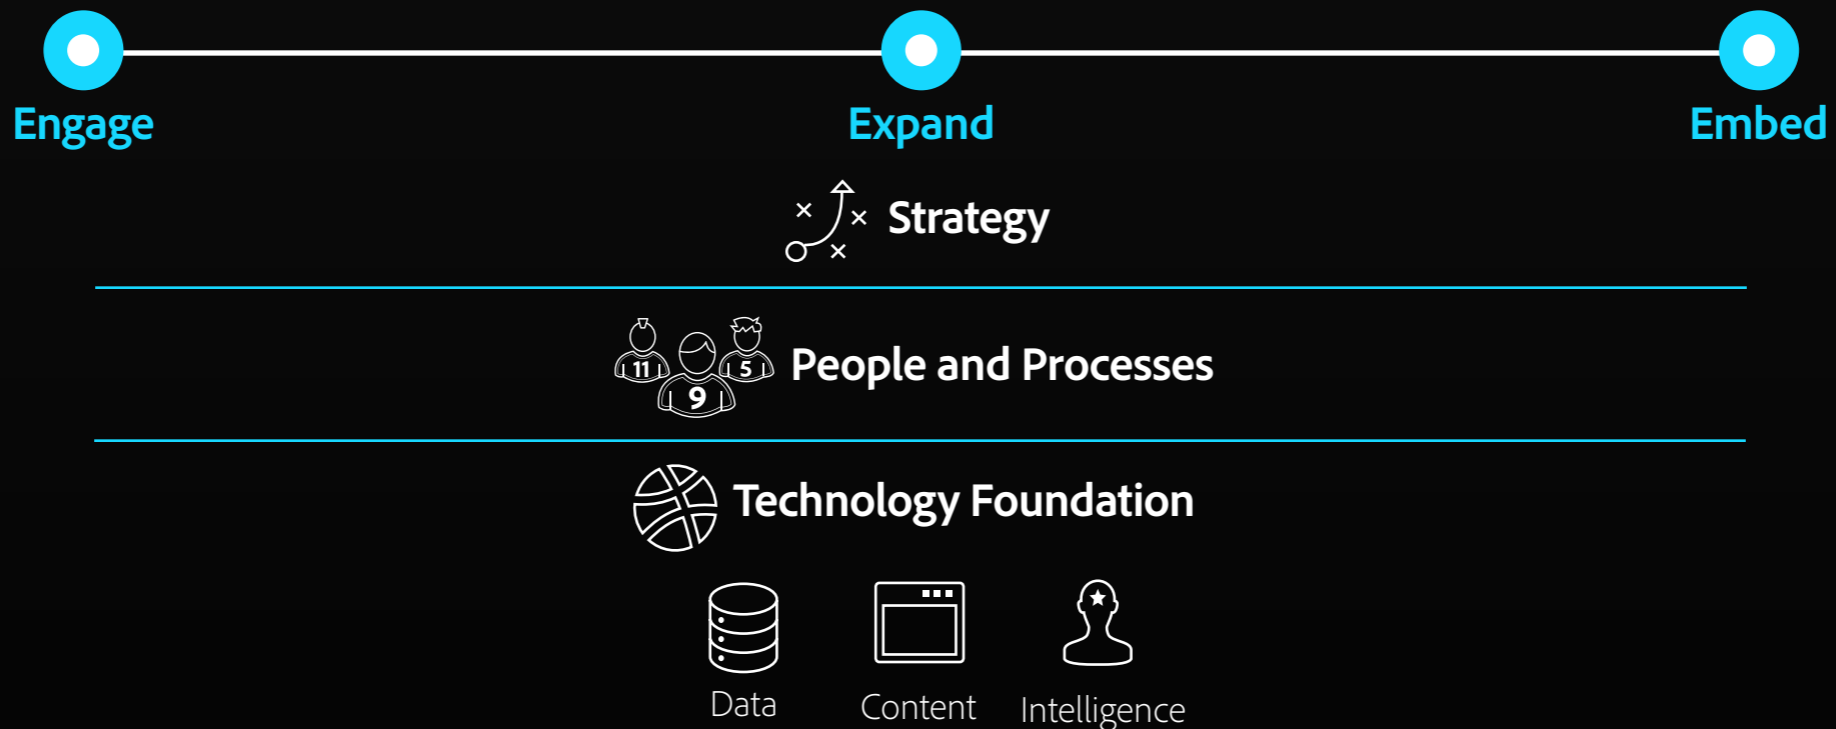 Engage
Expand
Embed
Strategy
11
9
5
People and Processes
Technology Foundation
Data
Content
Intelligence